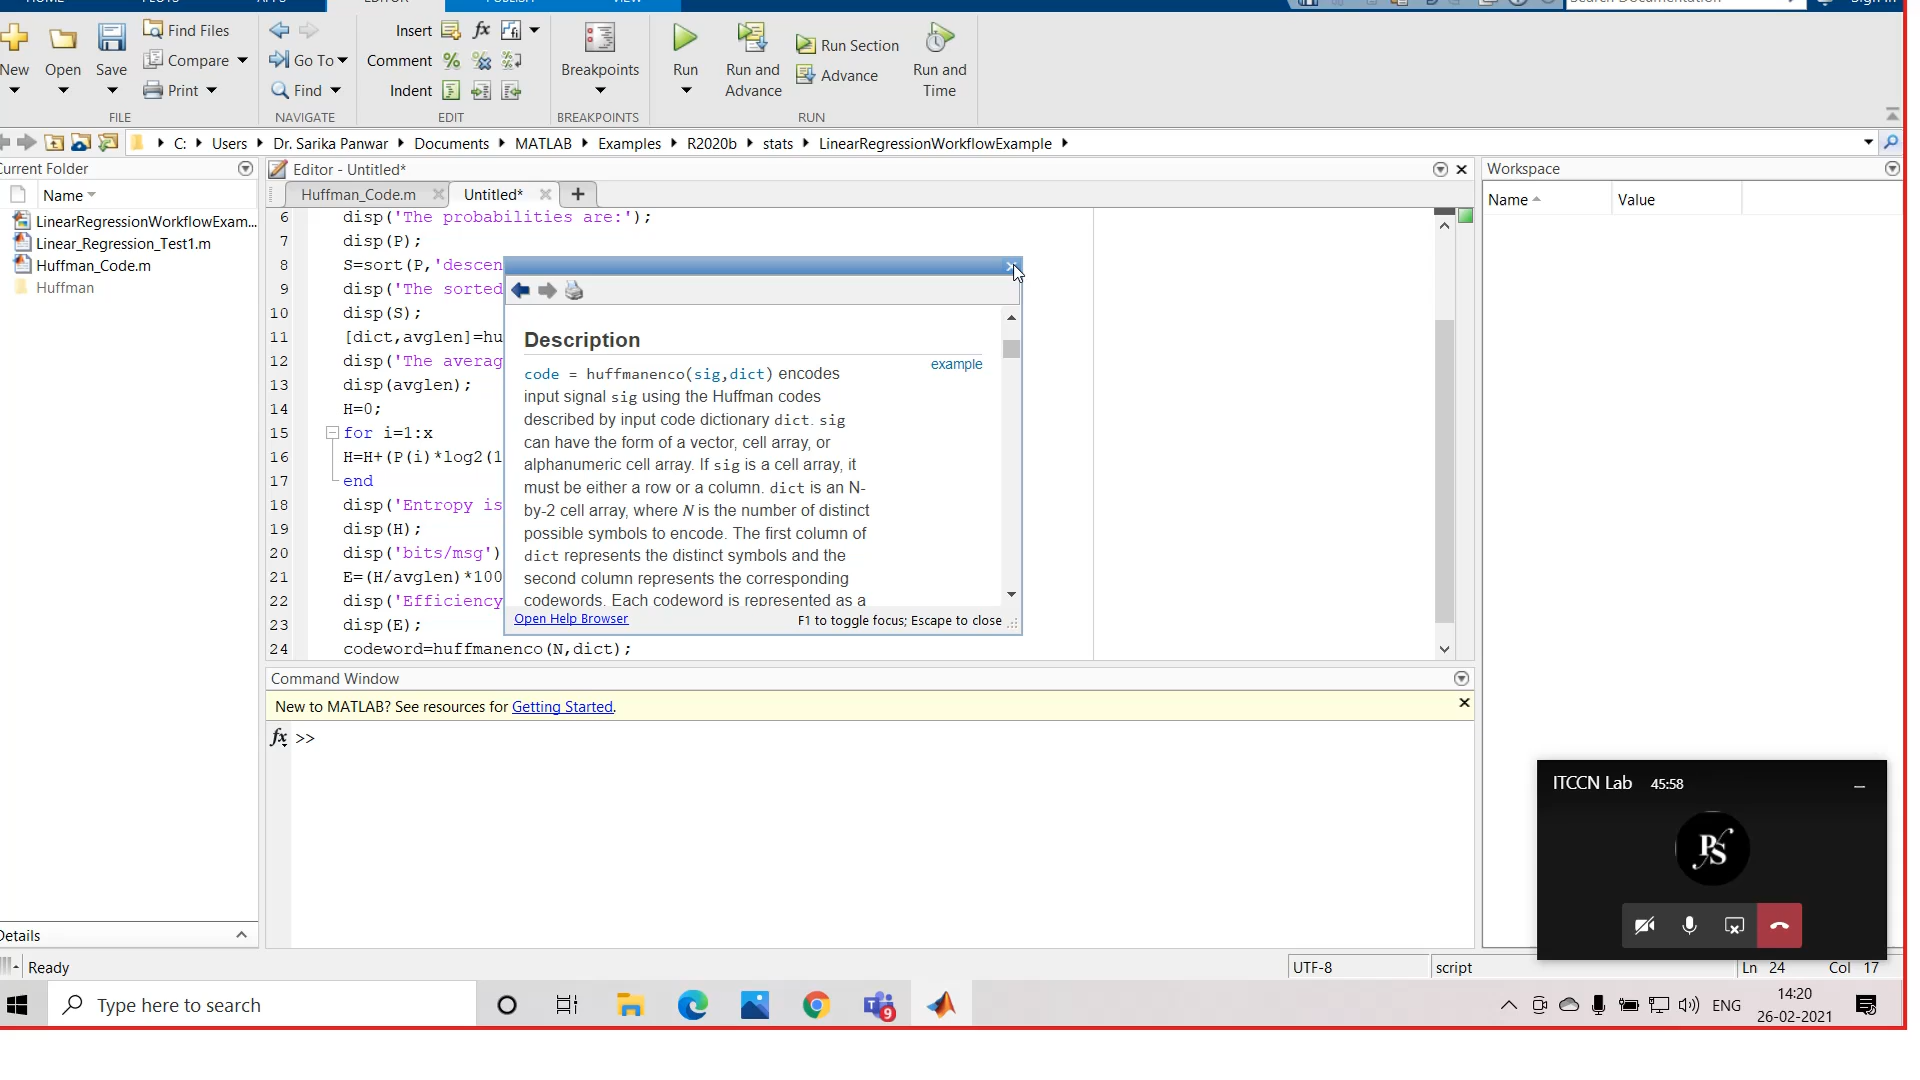 HOME PLOTS APPS EDITOR PUBLISH VIEW
Search Documentation
Sign In
New
Open
Save
Find Files
Compare
Print
FILE
Go To
Find
NAVIGATE
Insert
Comment
Indent
EDIT
Breakpoints
BREAKPOINTS
Run
Run and
Advance
Run Section
Advance
Run and
Time
RUN
C: Users Dr. Sarika Panwar Documents MATLAB Examples R2020b stats LinearRegressionWorkflowExample
Current Folder
Name
LinearRegressionWorkflowExam...
Linear_Regression_Test1.m
Huffman_Code.m
Huffman
Details
Editor - Untitled*
Huffman_Code.m
Untitled*
6 disp('The probabilities are:');
7 disp(P);
8 S=sort(P,'descen
9 disp('The sorted
10 disp(S);
11 [dict,avglen]=hu
12 disp('The averag
13 disp(avglen);
14 H=0;
15 for i=1:x
16 H=H+(P(i)*log2(1
17 end
18 disp('Entropy is
19 disp(H);
20 disp('bits/msg')
21 E=(H/avglen)*100
22 disp('Efficiency
23 disp(E);
24 codeword=huffmanenco(N,dict);
Description
example
code = huffmanenco(sig,dict) encodes
input signal sig using the Huffman codes
described by input code dictionary dict. sig
can have the form of a vector, cell array, or
alphanumeric cell array. If sig is a cell array, it
must be either a row or a column. dict is an N-
by-2 cell array, where N is the number of distinct
possible symbols to encode. The first column of
dict represents the distinct symbols and the
second column represents the corresponding
codewords. Each codeword is represented as a
Open Help Browser
F1 to toggle focus; Escape to close
Command Window
New to MATLAB? See resources for Getting Started.
fx >>
Workspace
Name
Value
ITCCN Lab 45:58
PS
Ready
UTF-8
script
Ln 24 Col 17
Type here to search
9
ENG
14:20
26-02-2021